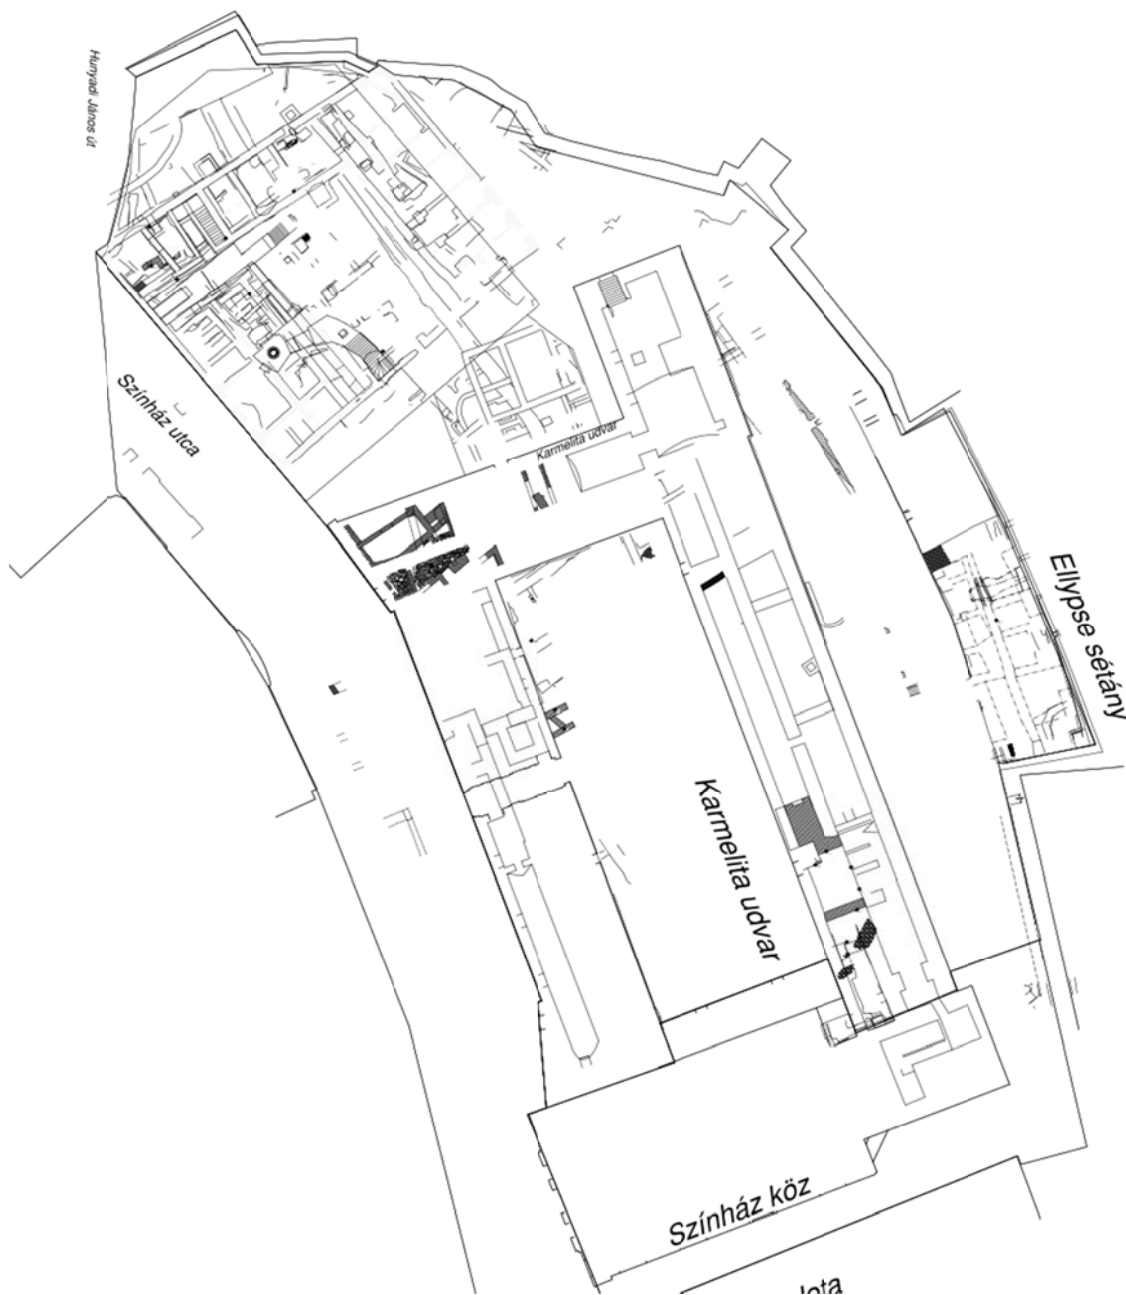 Hunyadi János út
Színház utca
Karmelita udvar
Ellypse sétány
Karmelita udvar
Színház köz